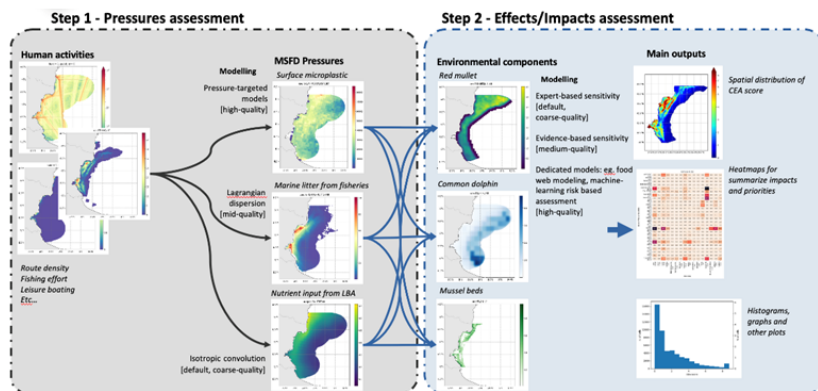 Step 1 - Pressures assessment
Step 2 - Effects/Impacts assessment
Human activities
Modelling
MSFD Pressures
Surface microplastic
Pressure-targeted
models
[high-quality]
Lagrangian
dispersion
[mid-quality]
Marine litter from fisheries
Nutrient input from LBA
Isotropic convolution
[default, coarse-quality]
Route density
Fishing effort
Leisure boating
Etc...
Environmental components
Red mullet
Common dolphin
Mussel beds
Modelling
Expert-based sensitivity
[default,
coarse-quality]
Evidence-based sensitivity
[medium-quality]
Dedicated models: eg. food
web modeling, machine-
learning risk based
assessment
[high-quality]
Main outputs
Spatial distribution of
CEA score
Heatmaps for
summarize impacts
and priorities
Histograms,
graphs and
other plots